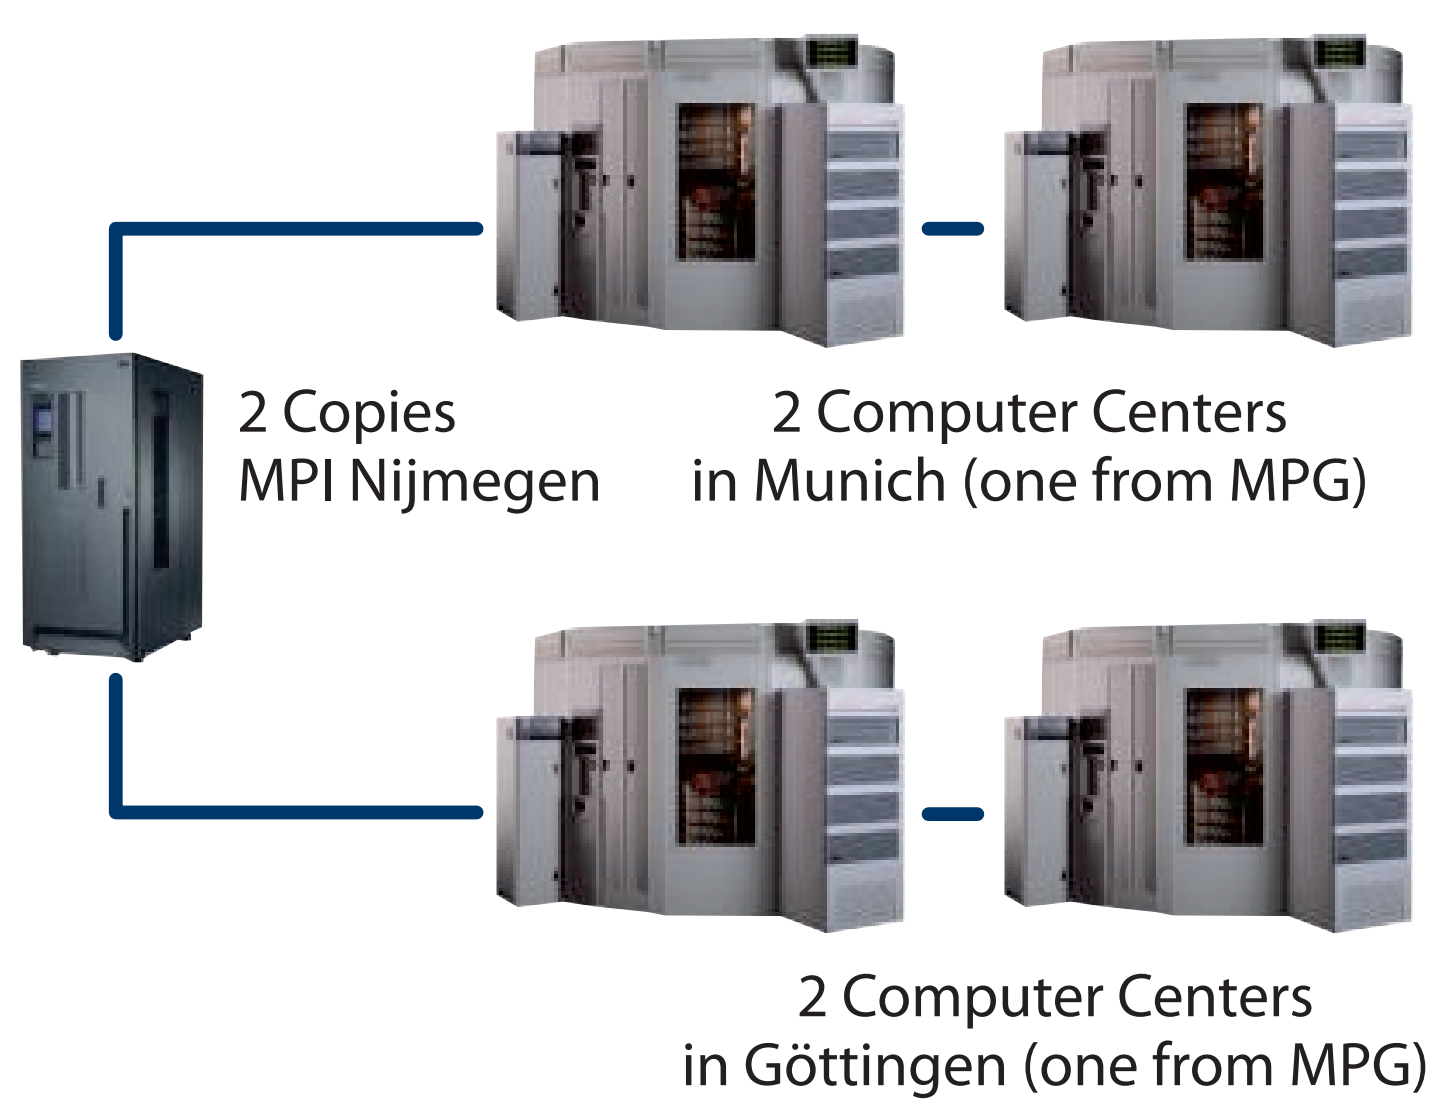 2 Copies
MPI Nijmegen
2 Computer Centers
in Munich (one from MPG)
2 Computer Centers
in Göttingen (one from MPG)